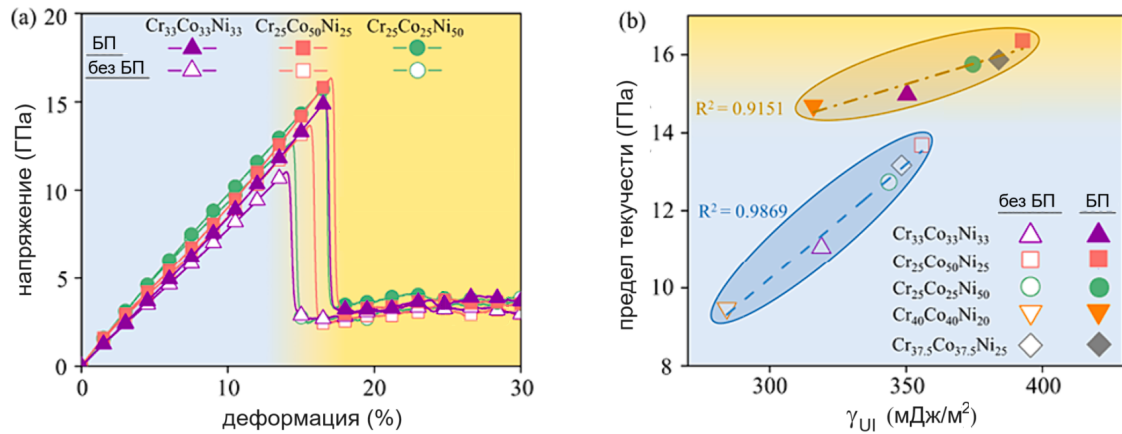 (a)
20
15
10
5
0
напряжение (ГПа)
Cr33Co33Ni33 Cr25Co50Ni25 Cr25Co25Ni50
БП
без БП
0 10 20 30
деформация (%)
(b)
16
14
12
10
8
предел текучести (ГПа)
R² = 0.9151
R² = 0.9869
без БП БП
Cr₃₃Co₃₃Ni₃₃
Cr₂₅Co₅₀Ni₂₅
Cr₂₅Co₂₅Ni₅₀
Cr₄₀Co₄₀Ni₂₀
Cr₃₇.₅Co₃₇.₅Ni₂₅
300 350 400
γUI (мДж/м²)